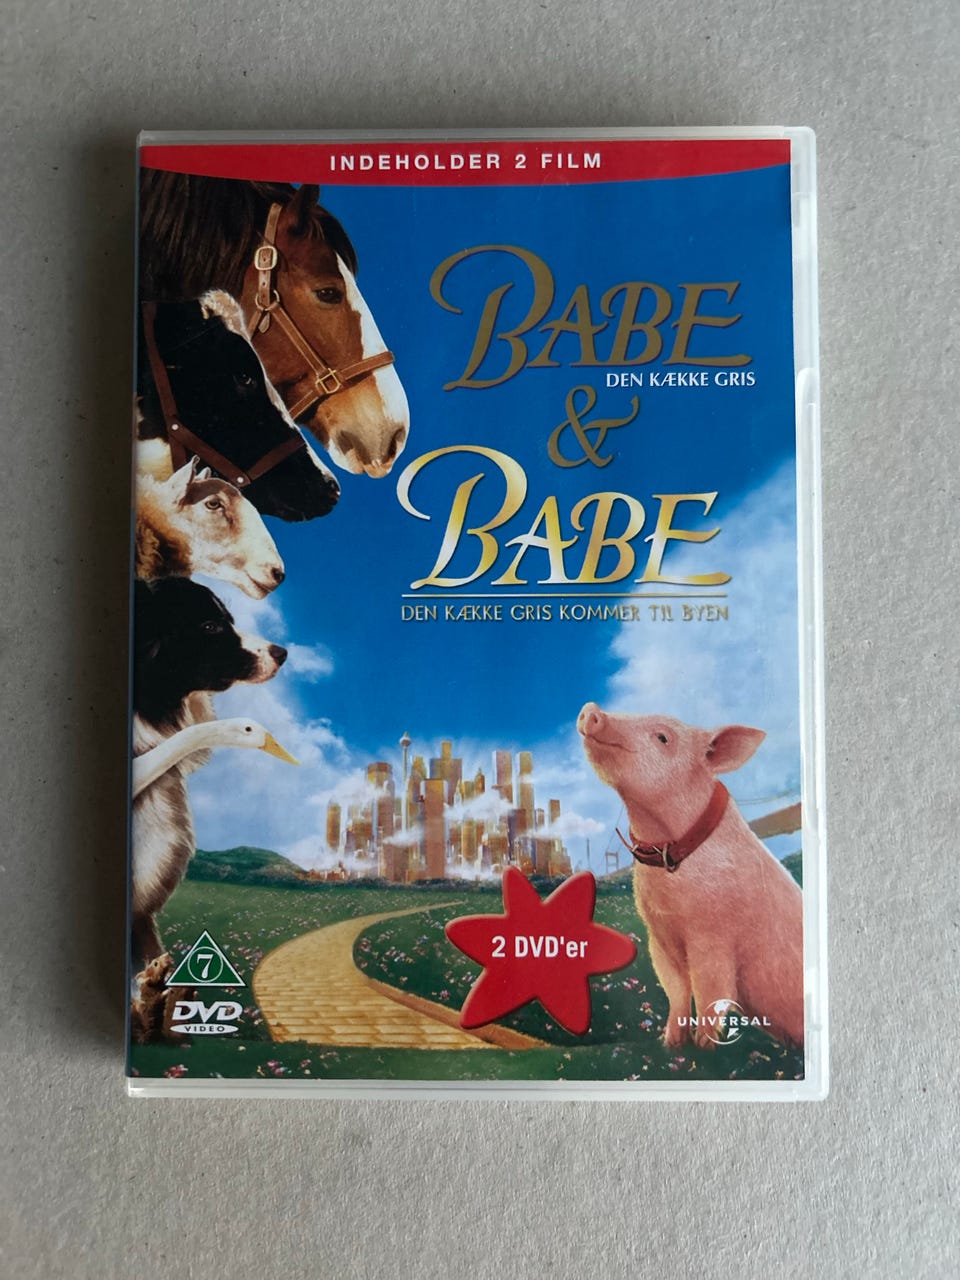 INDEHOLDER 2 FILM
BABE
DEN KÆKKE GRIS
&
BABE
DEN KÆKKE GRIS KOMMER TIL BYEN
2 DVD'er
7
DVD
VIDEO
UNIVERSAL